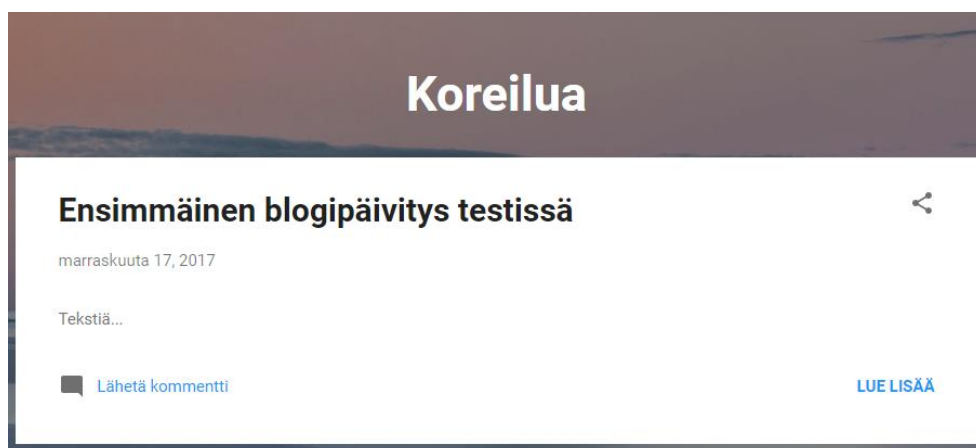 Koreilua
Ensimmäinen blogipäivitys testissä
marraskuuta 17, 2017
Tekstiä...
Lähetä kommentti
LUE LISÄÄ